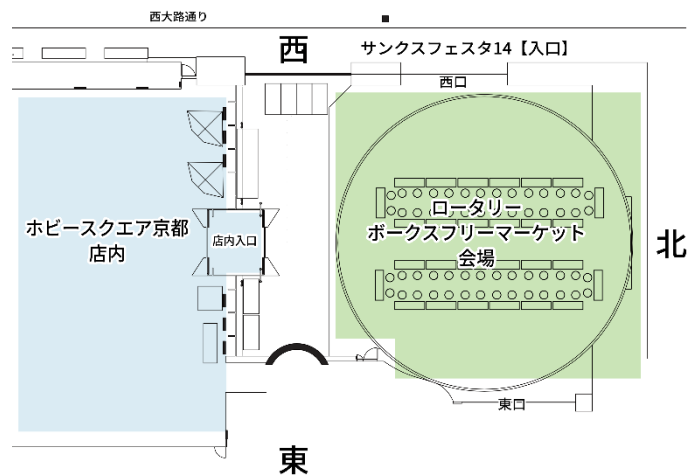 西大路通り
西
サンクスフェスタ14【入口】
西口
ホビースクエア京都
店内
店内入口
ロータリー
ボークスフリーマーケット
会場
北
東口
東